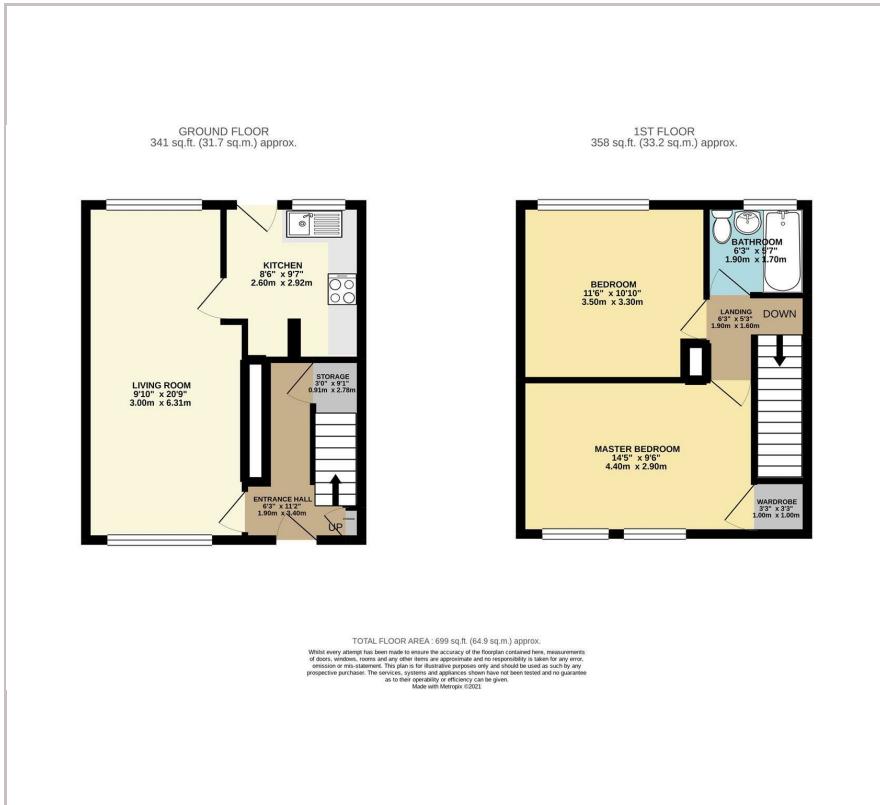 GROUND FLOOR
341 sq.ft. (31.7 sq.m.) approx.
KITCHEN
8'6" x 9'7"
2.60m x 2.92m
LIVING ROOM
9'10" x 20'9"
3.00m x 6.31m
STORAGE
3'0" x 9'1"
0.91m x 2.78m
ENTRANCE HALL
6'3" x 11'2"
1.90m x 3.40m
UP
1ST FLOOR
358 sq.ft. (33.2 sq.m.) approx.
BATHROOM
6'3" x 5'7"
1.90m x 1.70m
BEDROOM
11'6" x 10'10"
3.50m x 3.30m
LANDING
6'3" x 5'3"
1.90m x 1.60m
DOWN
MASTER BEDROOM
14'5" x 9'6"
4.40m x 2.90m
WARDROBE
3'3" x 3'3"
1.00m x 1.00m
TOTAL FLOOR AREA : 699 sq.ft. (64.9 sq.m.) approx.
Whilst every attempt has been made to ensure the accuracy of the floorplan contained here, measurements
of doors, windows, rooms and any other items are approximate and no responsibility is taken for any error,
omission or mis-statement. This plan is for illustrative purposes only and should be used as such by any
prospective purchaser. The services, systems and appliances shown have not been tested and no guarantee
as to their operability or efficiency can be given.
Made with Metropix ©2021